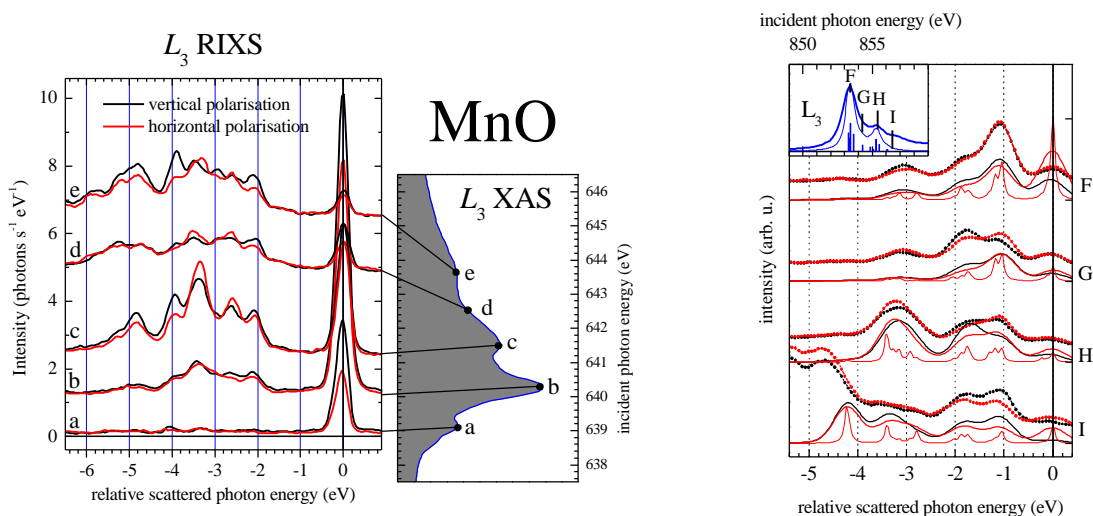 L3 RIXS
vertical polarisation
horizontal polarisation
10
8
6
4
2
0
e
d
c
b
a
Intensity (photons s-1 eV-1)
-6 -5 -4 -3 -2 -1 0
relative scattered photon energy (eV)
MnO
L3 XAS
e
d
c
b
a
646
645
644
643
642
641
640
639
638
incident photon energy (eV)
incident photon energy (eV)
850 855
L3
F
G
H
I
F
G
H
I
intensity (arb. u.)
-5 -4 -3 -2 -1 0
relative scattered photon energy (eV)